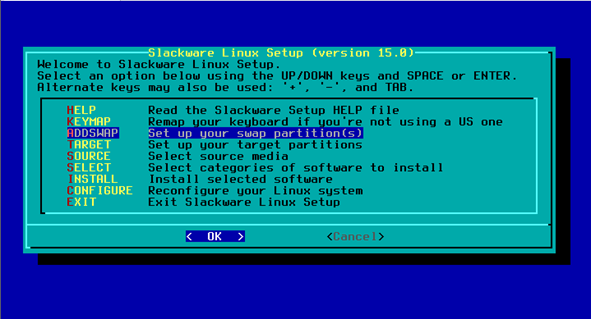 Slackware Linux Setup (version 15.0)
Welcome to Slackware Linux Setup.
Select an option below using the UP/DOWN keys and SPACE or ENTER.
Alternate keys may also be used: '+', '-', and TAB.
HELP Read the Slackware Setup HELP file
KEYMAP Remap your keyboard if you're not using a US one
ADDSWAP Set up your swap partition(s)
TARGET Set up your target partitions
SOURCE Select source media
SELECT Select categories of software to install
INSTALL Install selected software
CONFIGURE Reconfigure your Linux system
EXIT Exit Slackware Linux Setup
< OK > <Cancel>